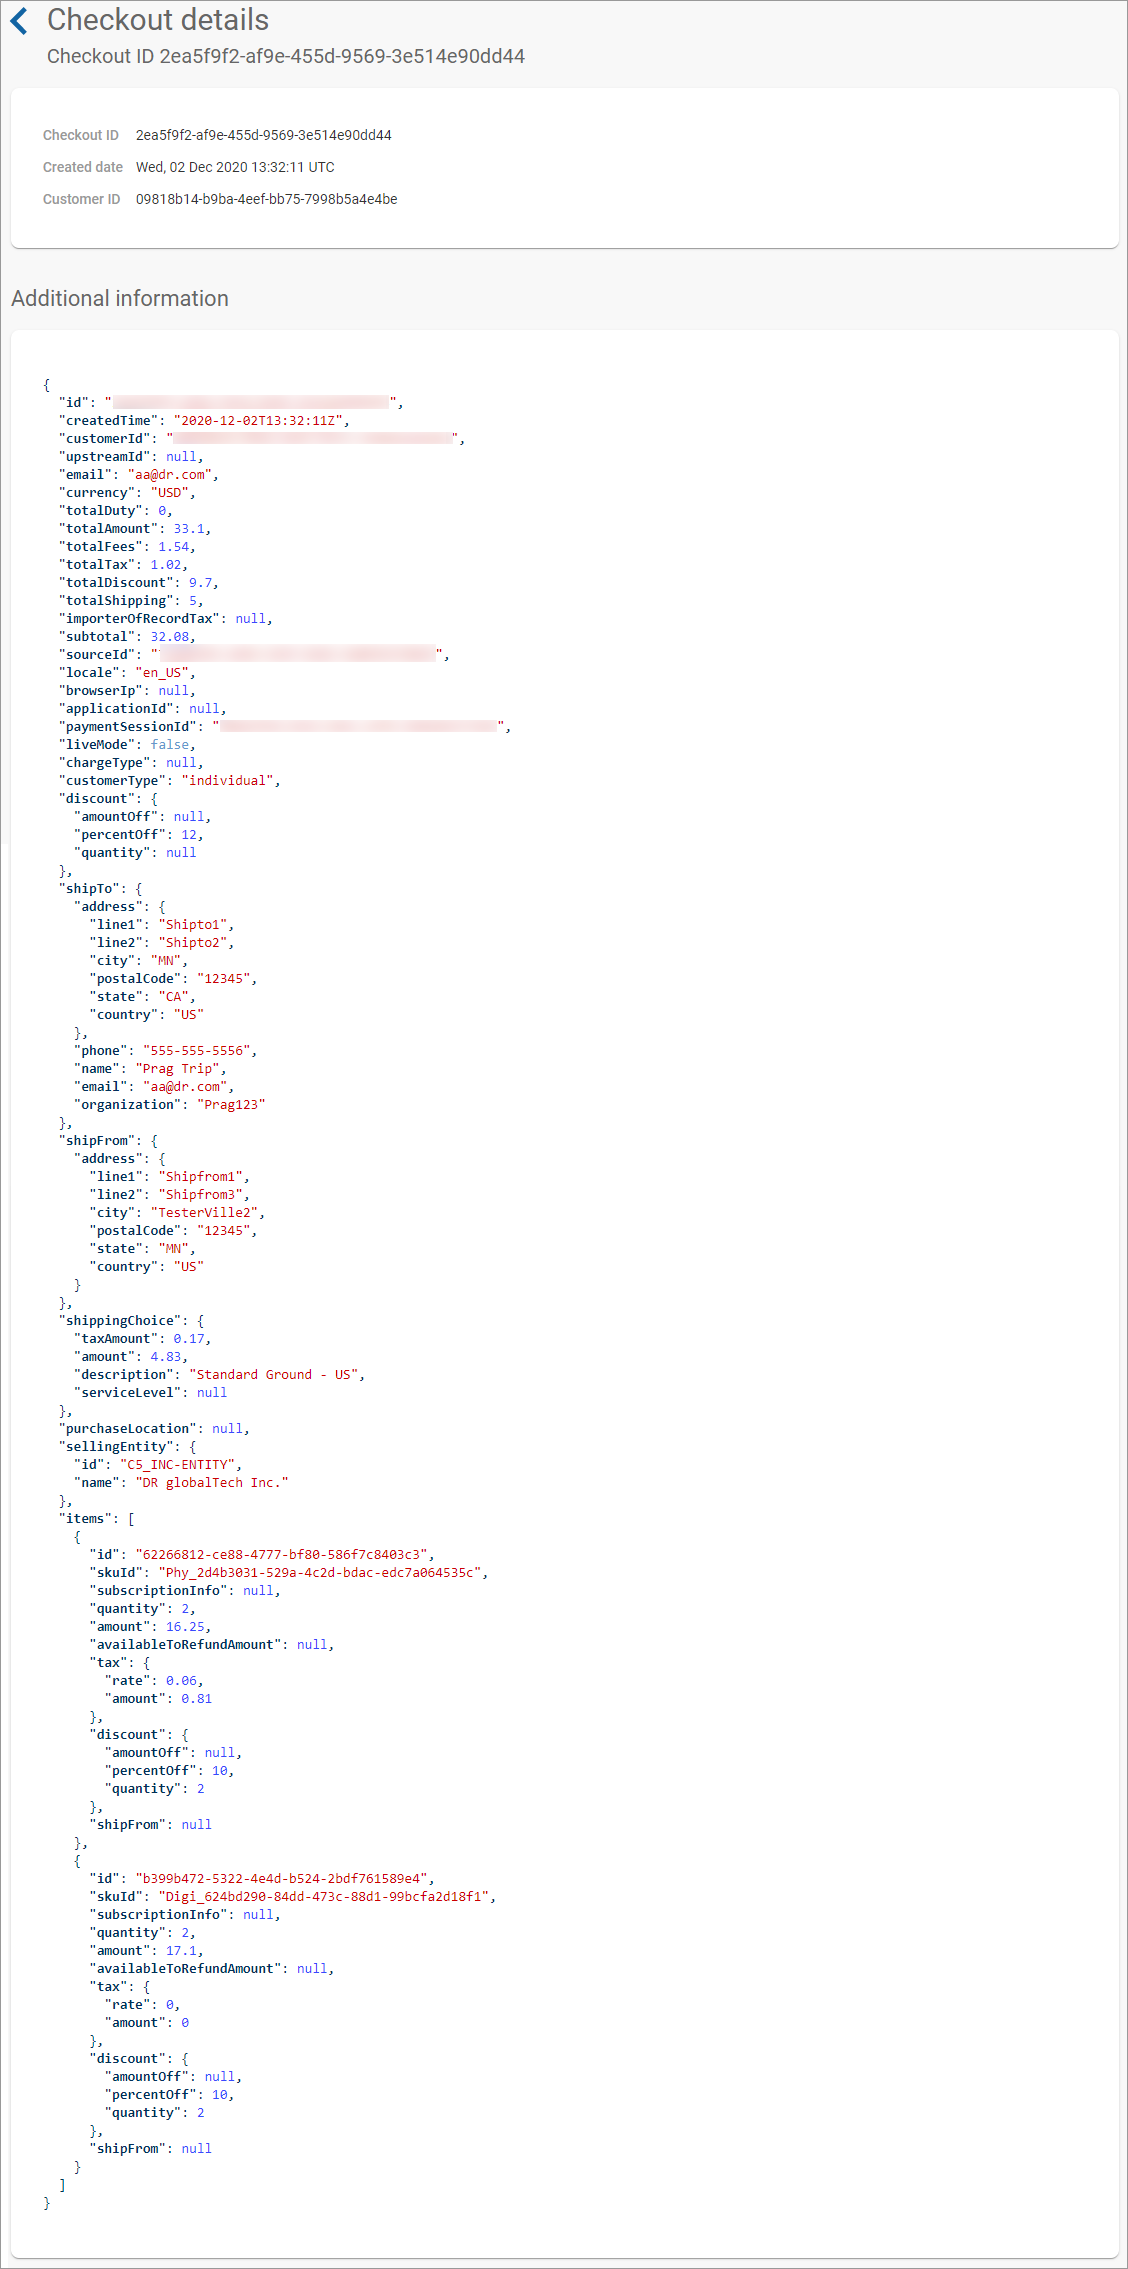 Checkout details
Checkout ID 2ea5f9f2-af9e-455d-9569-3e514e90dd44
Checkout ID 2ea5f9f2-af9e-455d-9569-3e514e90dd44
Created date Wed, 02 Dec 2020 13:32:11 UTC
Customer ID 09818b14-b9ba-4eef-bb75-7998b5a4e4be
Additional information
{
"id": "",
"createdTime": "2020-12-02T13:32:11Z",
"customerId": "",
"upstreamId": null,
"email": "aa@dr.com",
"currency": "USD",
"totalDuty": 0,
"totalAmount": 33.1,
"totalFees": 1.54,
"totalTax": 1.02,
"totalDiscount": 9.7,
"totalShipping": 5,
"importerOfRecordTax": null,
"subtotal": 32.08,
"sourceId": "",
"locale": "en_US",
"browserIp": null,
"applicationId": null,
"paymentSessionId": "",
"liveMode": false,
"chargeType": null,
"customerType": "individual",
"discount": {
"amountOff": null,
"percentOff": 12,
"quantity": null
},
"shipTo": {
"address": {
"line1": "Shipto1",
"line2": "Shipto2",
"city": "MN",
"postalCode": "12345",
"state": "CA",
"country": "US"
},
"phone": "555-555-5556",
"name": "Prag Trip",
"email": "aa@dr.com",
"organization": "Prag123"
},
"shipFrom": {
"address": {
"line1": "Shipfrom1",
"line2": "Shipfrom3",
"city": "TesterVille2",
"postalCode": "12345",
"state": "MN",
"country": "US"
}
},
"shippingChoice": {
"taxAmount": 0.17,
"amount": 4.83,
"description": "Standard Ground - US",
"serviceLevel": null
},
"purchaseLocation": null,
"sellingEntity": {
"id": "C5_INC-ENTITY",
"name": "DR globalTech Inc."
},
"items": [
{
"id": "62266812-ce88-4777-bf80-586f7c8403c3",
"skuId": "Phy_2d4b3031-529a-4c2d-bdac-edc7a064535c",
"subscriptionInfo": null,
"quantity": 2,
"amount": 16.25,
"availableToRefundAmount": null,
"tax": {
"rate": 0.06,
"amount": 0.81
},
"discount": {
"amountOff": null,
"percentOff": 10,
"quantity": 2
},
"shipFrom": null
},
{
"id": "b399b472-5322-4e4d-b524-2bdf761589e4",
"skuId": "Digi_624bd290-84dd-473c-88d1-99bcfa2d18f1",
"subscriptionInfo": null,
"quantity": 2,
"amount": 17.1,
"availableToRefundAmount": null,
"tax": {
"rate": 0,
"amount": 0
},
"discount": {
"amountOff": null,
"percentOff": 10,
"quantity": 2
},
"shipFrom": null
}
]
}